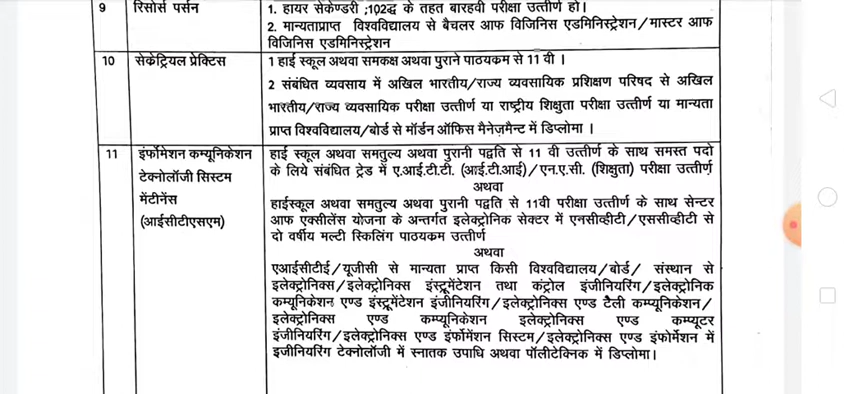 9 रिसोर्स पर्सन 1. हायर सेकेण्डरी ;102द्ध के तहत बारहवी परीक्षा उत्तीर्ण हो।
2. मान्यताप्राप्त विश्वविद्यालय से बैचलर आफ विजिनिस एडमिनिस्ट्रेशन/मास्टर आफ
विजिनिस एडमिनिस्ट्रेशन
10 सेकेट्रियल प्रेक्टिस 1 हाई स्कूल अथवा समकक्ष अथवा पुराने पाठयकम से 11 वी ।
2 संबंधित व्यवसाय में अखिल भारतीय/राज्य व्यवसायिक प्रशिक्षण परिषद से अखिल
भारतीय/राज्य व्यवसायिक परीक्षा उत्तीर्ण या राष्ट्रीय शिक्षुता परीक्षा उत्तीर्ण या मान्यता
प्राप्त विश्वविद्यालय/बोर्ड से मॉर्डन ऑफिस मैनेज़मैन्ट में डिप्लोमा ।
11 इंर्फोमेशन कम्यूनिकेशन हाई स्कूल अथवा समतुल्य अथवा पुरानी पद्वति से 11 वी उत्तीर्ण के साथ समस्त पदो
टेक्नोलॉजी सिस्टम के लिये संबंधित ट्रेड में ए.आई.टी.टी. (आई.टी.आई)/एन.ए.सी. (शिक्षुता) परीक्षा उत्तीर्ण
मेंटीनेंस अथवा
(आईसीटीएसएम) हाईस्कूल अथवा समतुल्य अथवा पुरानी पद्वति से 11वी परीक्षा उत्तीर्ण के साथ सेन्टर
आफ एक्सीलेंस योजना के अन्तर्गत इलेक्ट्रोनिक सेक्टर में एनसीव्हीटी/एससीव्हीटी से
दो वर्षीय मल्टी स्किलिंग पाठयकम उत्तीर्ण
अथवा
एआईसीटीई/यूजीसी से मान्यता प्राप्त किसी विश्वविद्यालय/बोर्ड/ संस्थान से
इलेक्ट्रोनिक्स/इलेक्ट्रोनिक्स इंस्ट्रूमेंटेशन तथा कंट्रोल इंजीनियरिंग/इलेक्ट्रोनिक
कम्यूनिकेशन एण्ड इंस्ट्रूमेंटेशन इंजीनियरिंग/इलेक्ट्रोनिक्स एण्ड टैली कम्प्यूनिकेशन/
इलेक्ट्रोनिक्स एण्ड कम्प्यूनिकेशन इलेक्ट्रोनिक्स एण्ड कम्प्यूटर
इंजीनियरिंग/इलेक्ट्रोनिक्स एण्ड इंर्फोमेंशन सिस्टम/इलेक्ट्रोनिक्स एण्ड इंफोर्मेशन में
इजीनियरिंग टेक्नोलॉजी में स्नातक उपाधि अथवा पॉलीटेक्निक में डिप्लोमा।